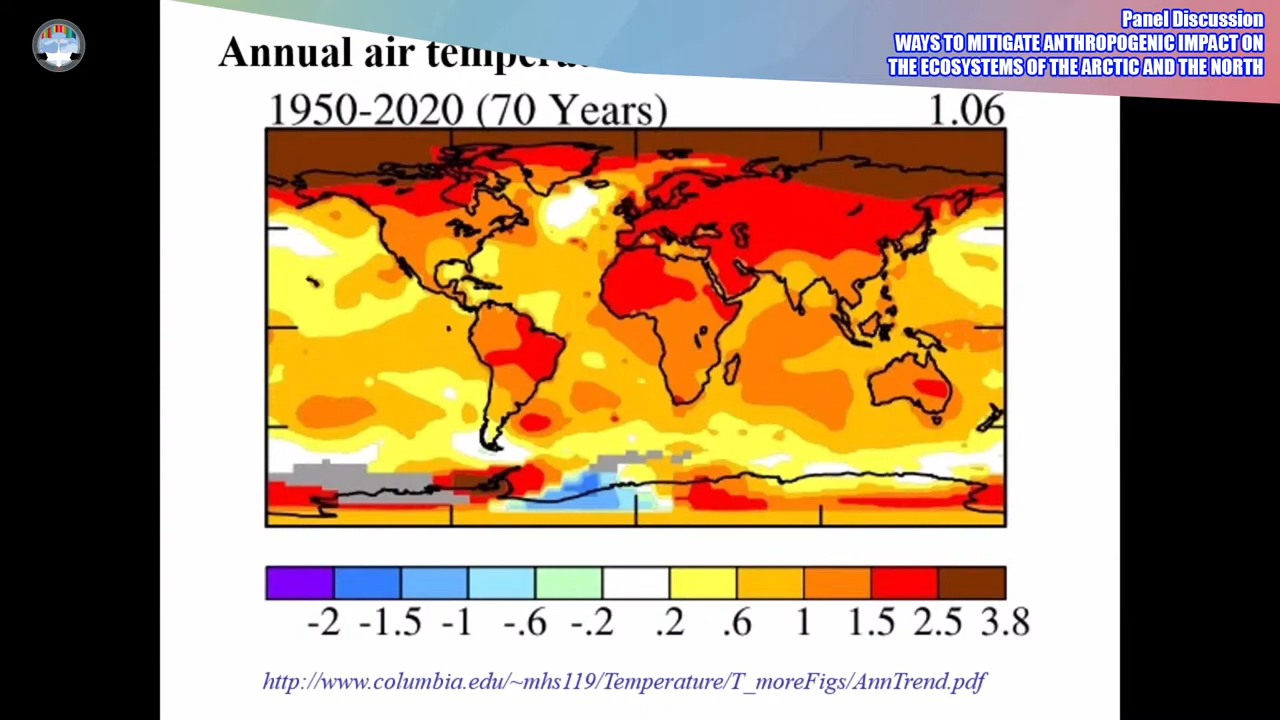 Panel Discussion
WAYS TO MITIGATE ANTHROPOGENIC IMPACT ON
THE ECOSYSTEMS OF THE ARCTIC AND THE NORTH
Annual air
1950-2020 (70 Years) 1.06
-2 -1.5 -1 -.6 -.2 .2 .6 1 1.5 2.5 3.8
http://www.columbia.edu/~mhs119/Temperature/T_moreFigs/AnnTrend.pdf